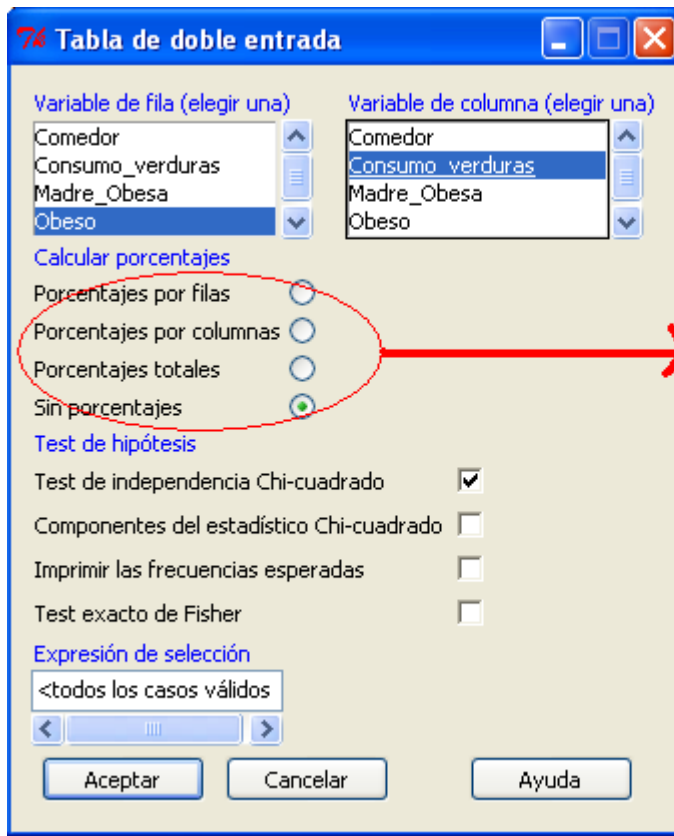 Tabla de doble entrada
Variable de fila (elegir una) Variable de columna (elegir una)
Comedor Comedor
Consumo_verduras Consumo_verduras
Madre_Obesa Madre_Obesa
Obeso Obeso
Calcular porcentajes
Porcentajes por filas
Porcentajes por columnas
Porcentajes totales
Sin porcentajes
Test de hipótesis
Test de independencia Chi-cuadrado
Componentes del estadístico Chi-cuadrado
Imprimir las frecuencias esperadas
Test exacto de Fisher
Expresión de selección
<todos los casos válidos
Aceptar Cancelar Ayuda